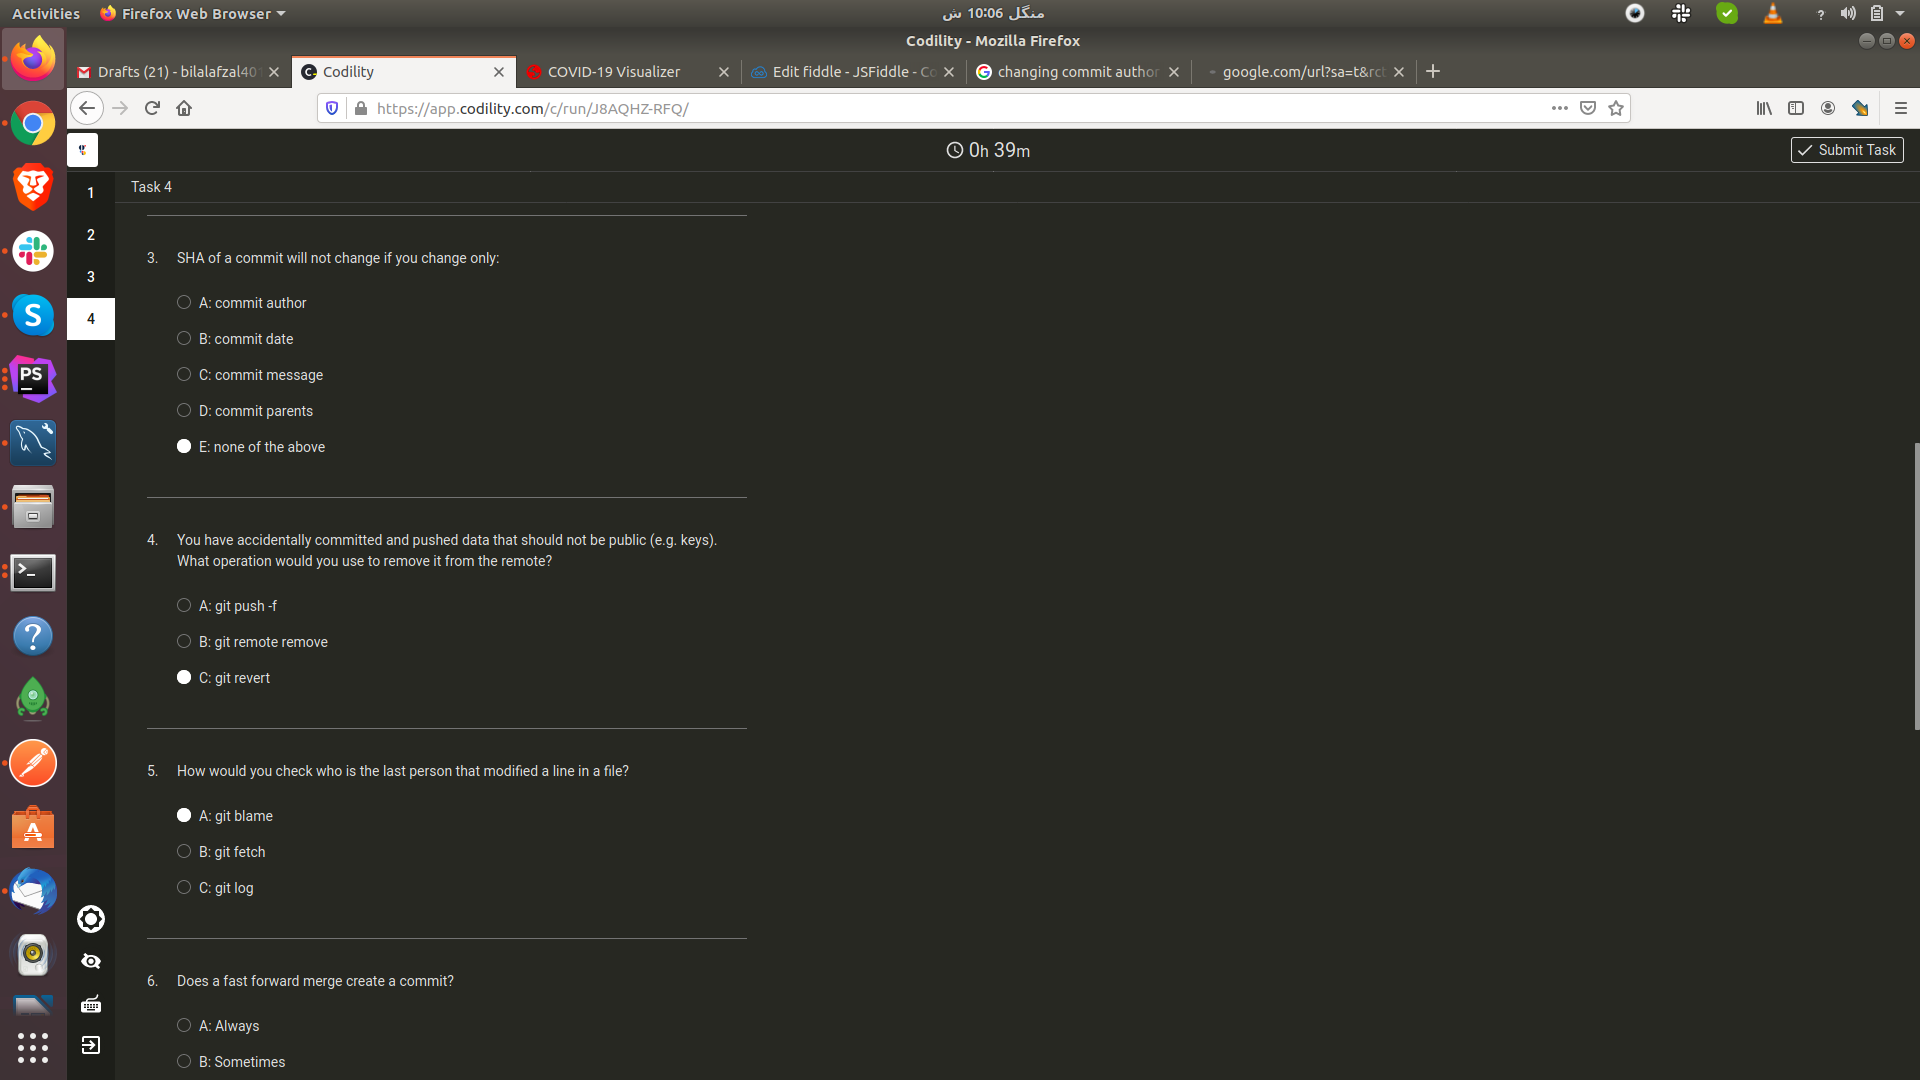 Activities Firefox Web Browser منگل 10:06 ش ?
Codility - Mozilla Firefox
Drafts (21) - bilalafzal401 Codility COVID-19 Visualizer Edit fiddle - JSFiddle - Co changing commit author google.com/url?sa=t&rct
https://app.codility.com/c/run/J8AQHZ-RFQ/
0h 39m Submit Task
Task 4
1
2
3
4
3. SHA of a commit will not change if you change only:
A: commit author
B: commit date
C: commit message
D: commit parents
E: none of the above
4. You have accidentally committed and pushed data that should not be public (e.g. keys).
What operation would you use to remove it from the remote?
A: git push -f
B: git remote remove
C: git revert
5. How would you check who is the last person that modified a line in a file?
A: git blame
B: git fetch
C: git log
6. Does a fast forward merge create a commit?
A: Always
B: Sometimes
S
PS
?
A